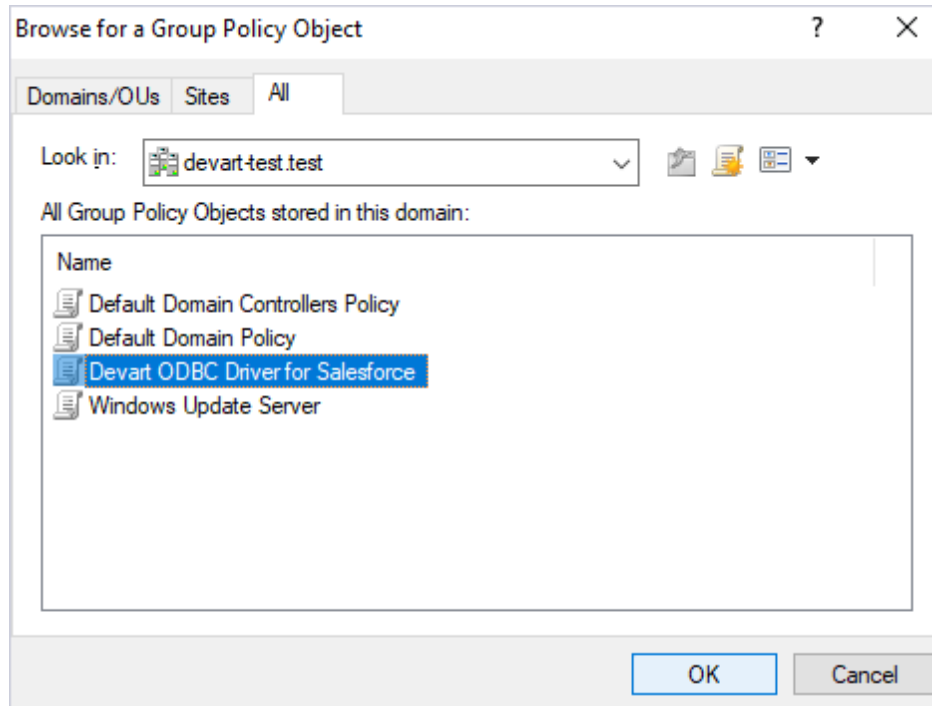 Browse for a Group Policy Object ?
Domains/OUs Sites All
Look in: devart-test.test
All Group Policy Objects stored in this domain:
Name
Default Domain Controllers Policy
Default Domain Policy
Devart ODBC Driver for Salesforce
Windows Update Server
OK Cancel